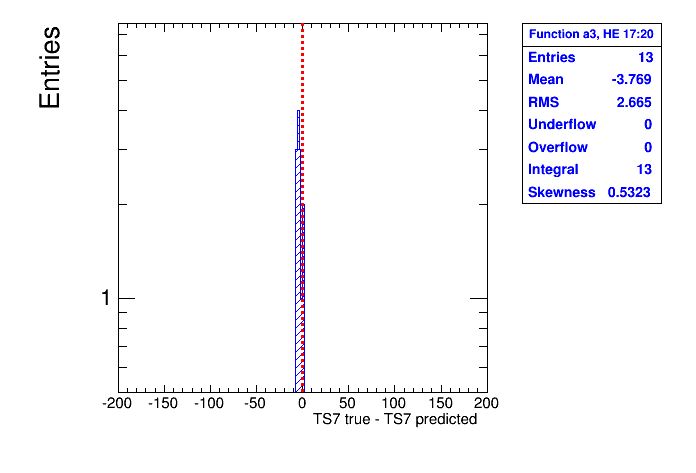 Entries
1
-200 -150 -100 -50 0 50 100 150 200
TS7 true - TS7 predicted
Function a3, HE 17:20
Entries 13
Mean -3.769
RMS 2.665
Underflow 0
Overflow 0
Integral 13
Skewness 0.5323